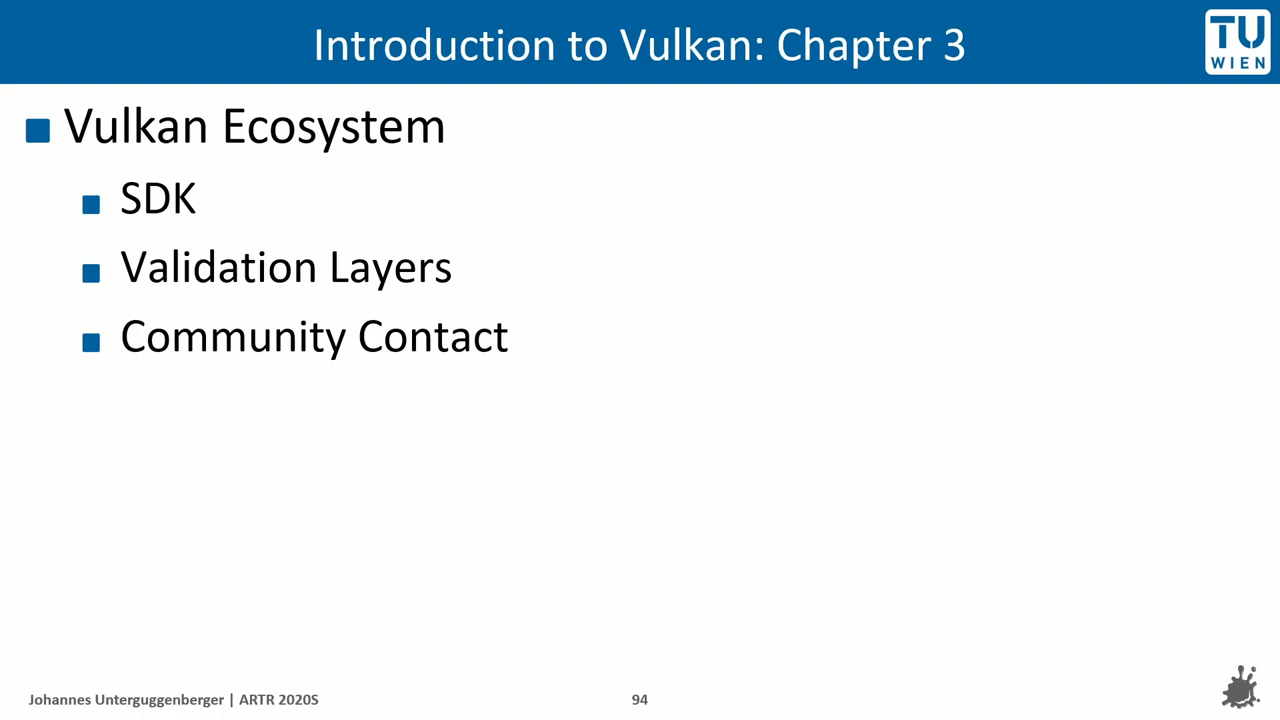 Introduction to Vulkan: Chapter 3
TU
WIEN
Vulkan Ecosystem
SDK
Validation Layers
Community Contact
Johannes Unterguggenberger | ARTR 2020S
94